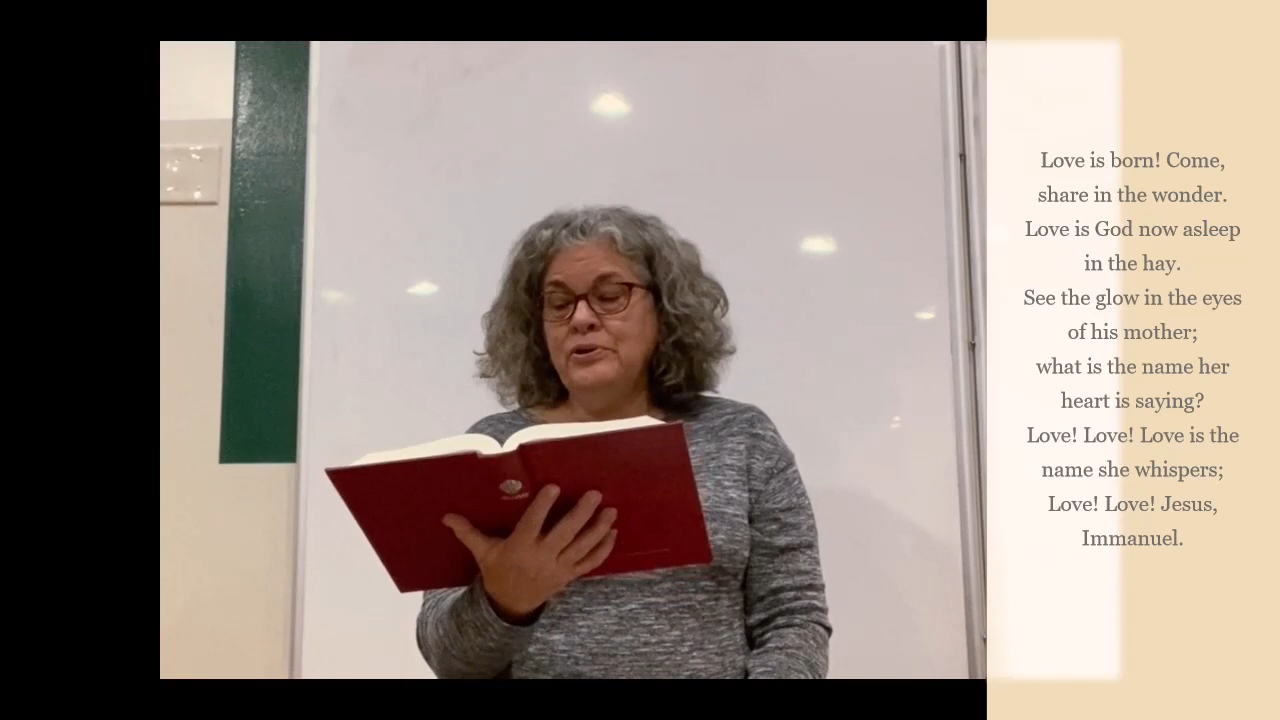 Love is born! Come,
share in the wonder.
Love is God now asleep
in the hay.
See the glow in the eyes
of his mother;
what is the name her
heart is saying?
Love! Love! Love is the
name she whispers;
Love! Love! Jesus,
Immanuel.